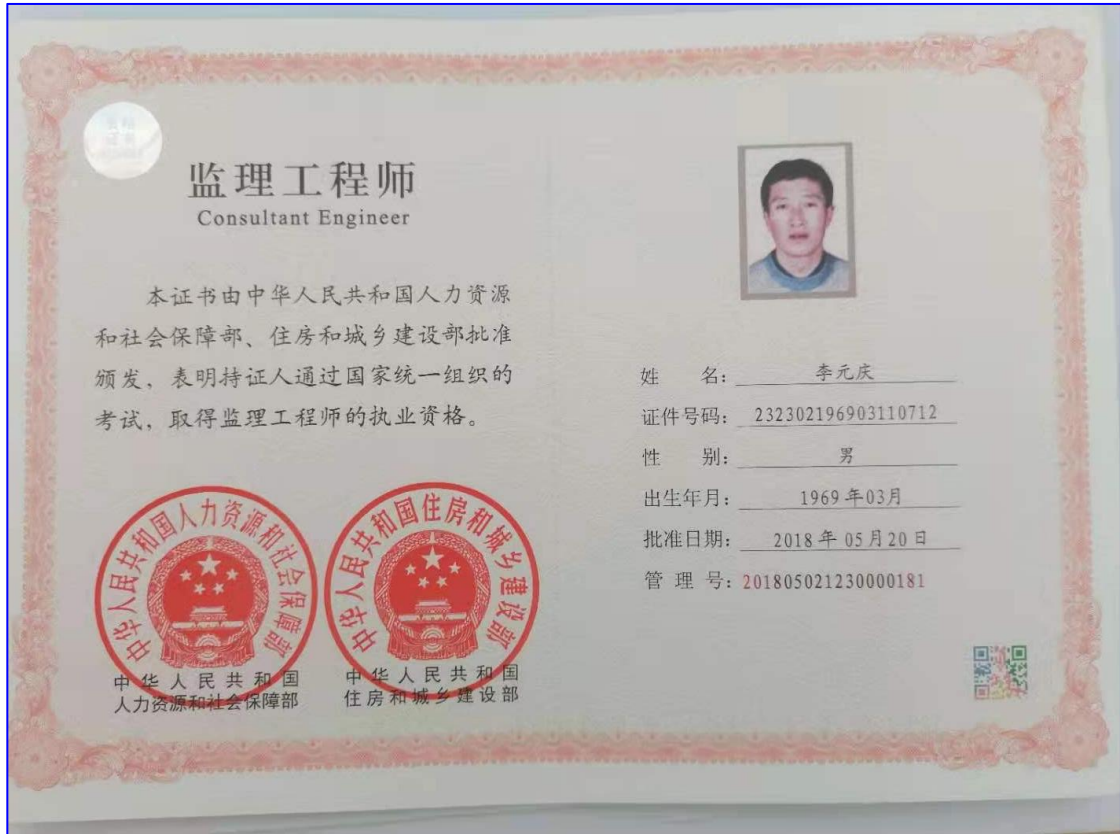 监理工程师
Consultant Engineer
本证书由中华人民共和国人力资源
和社会保障部、住房和城乡建设部批准
颁发，表明持证人通过国家统一组织的
考试，取得监理工程师的执业资格。
中华人民共和国人力资源和社会保障部
中华人民共和国
人力资源和社会保障部
中华人民共和国住房和城乡建设部
中华人民共和国
住房和城乡建设部
姓 名：李元庆
证件号码：232302196903110712
性 别：男
出生年月：1969年03月
批准日期：2018年05月20日
管 理 号：201805021230000181